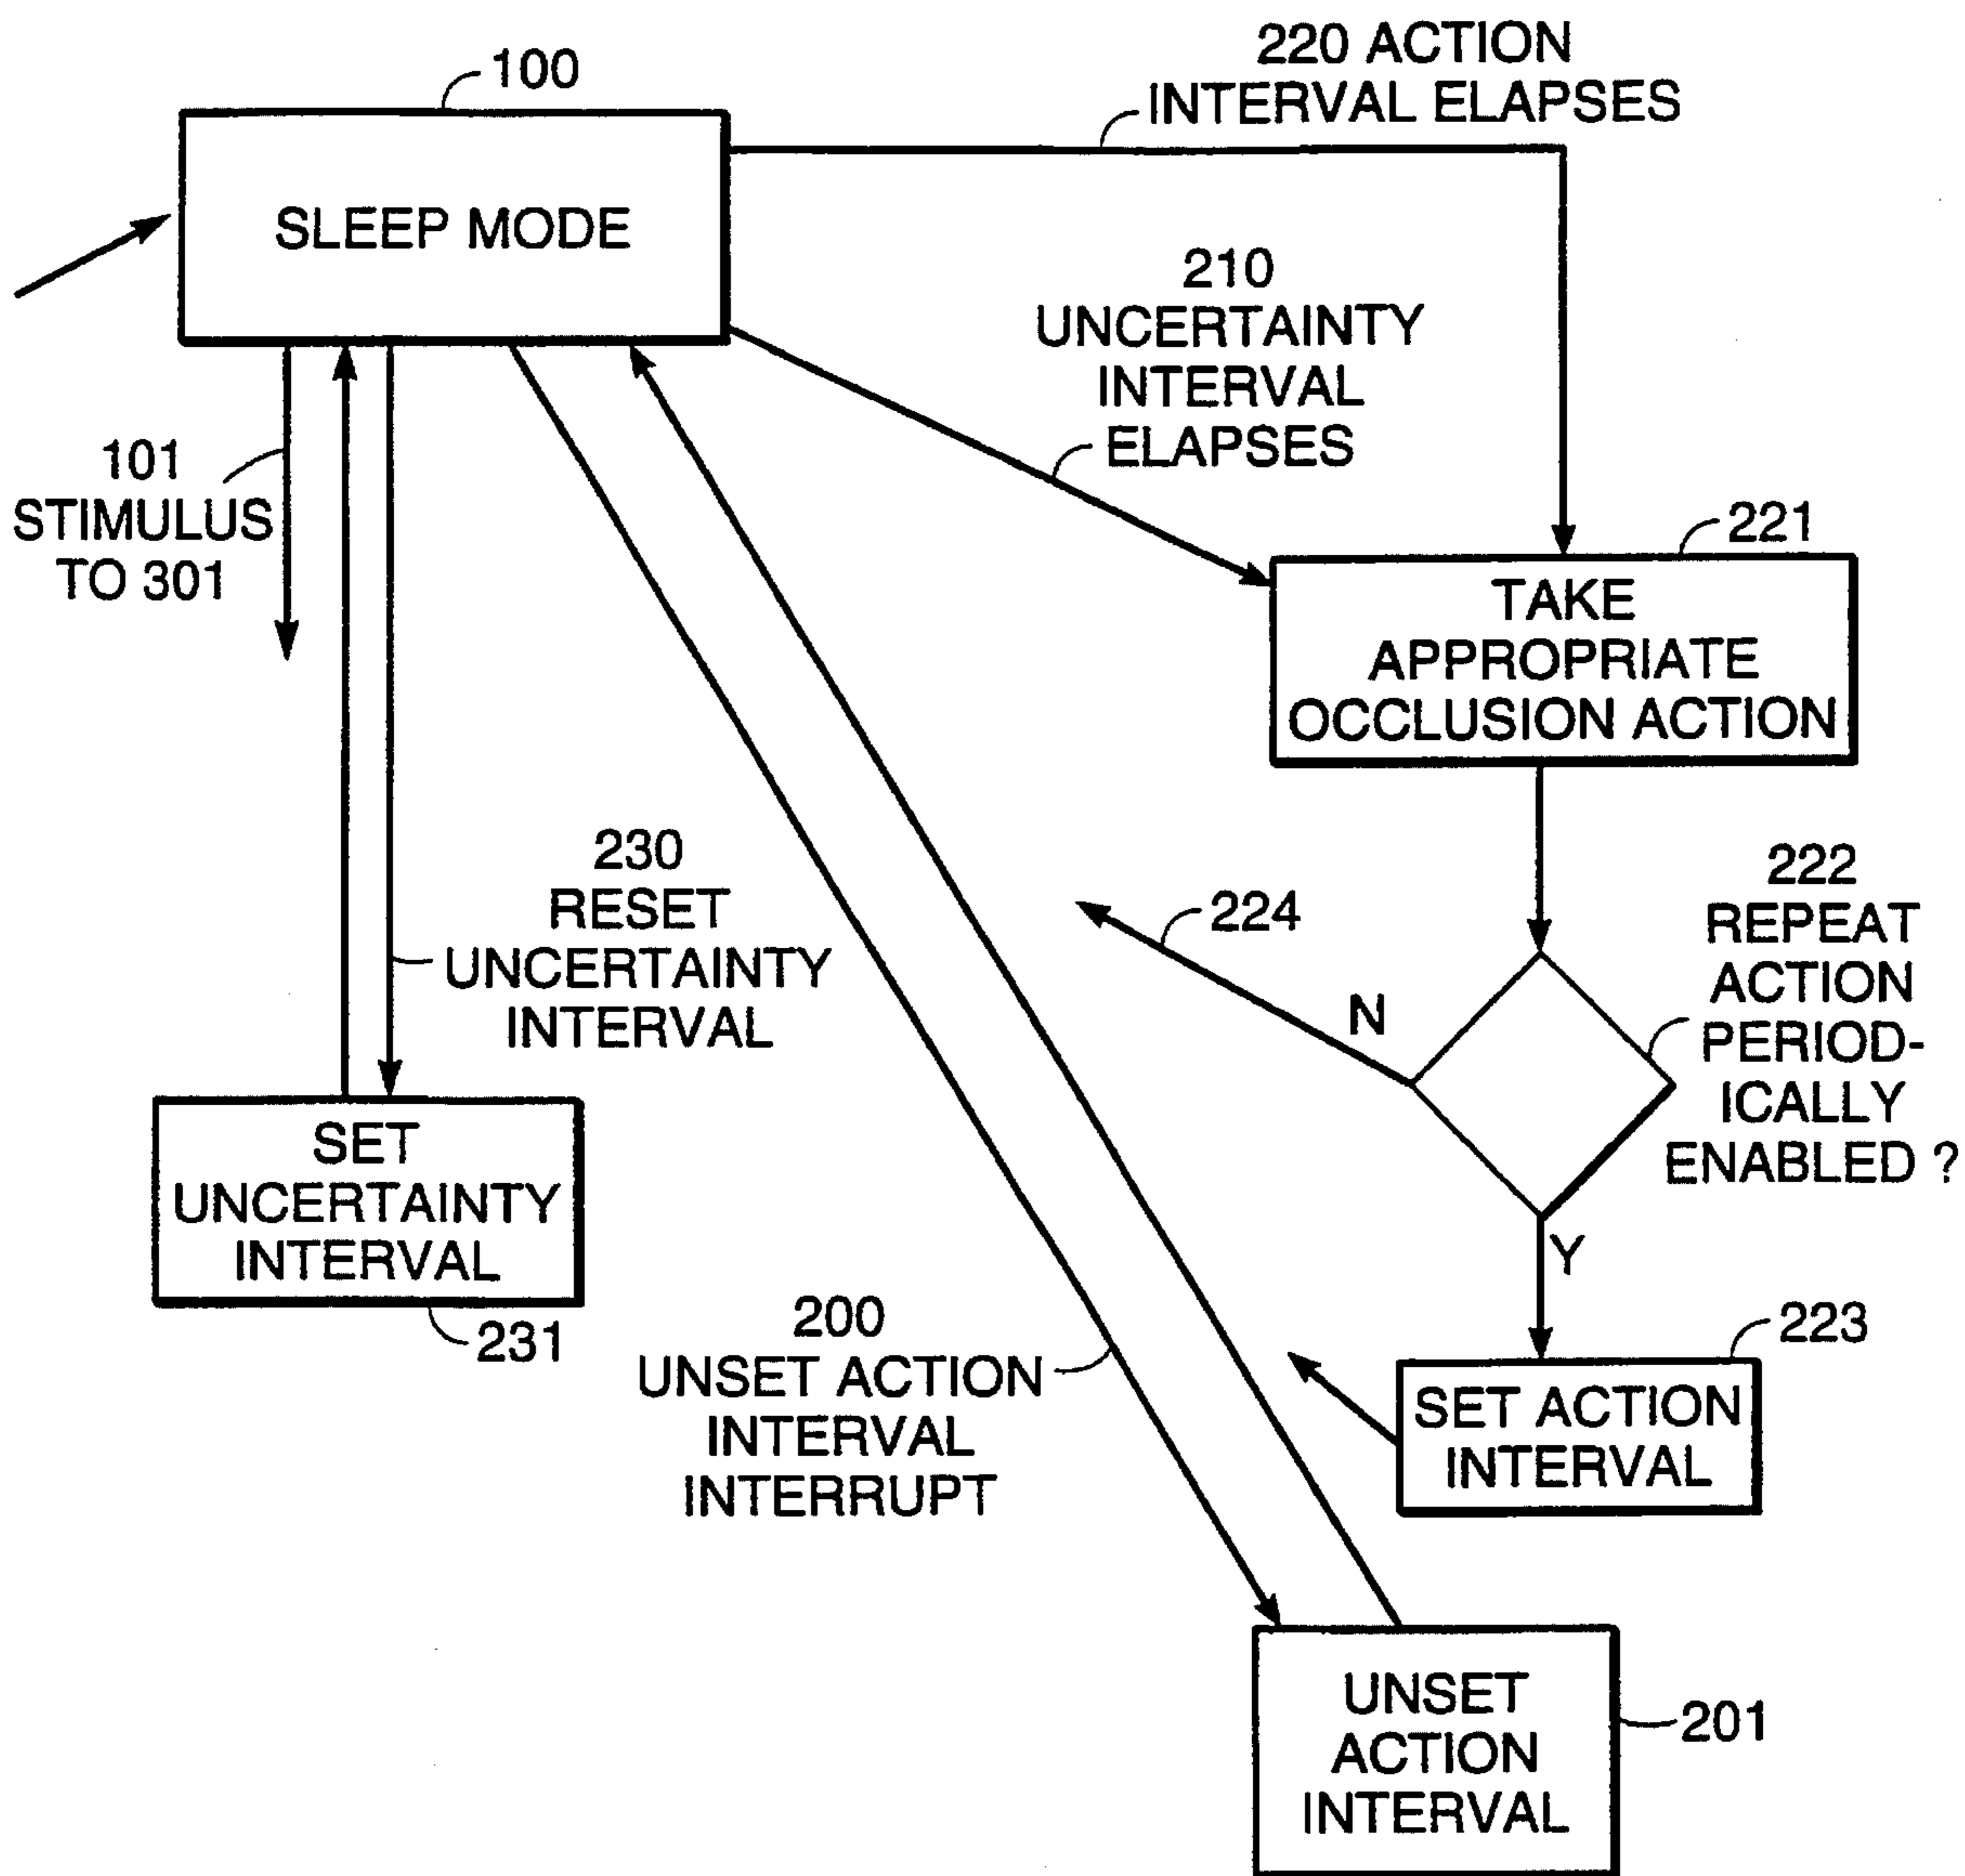 100
SLEEP MODE
220 ACTION
INTERVAL ELAPSES
210
UNCERTAINTY
INTERVAL
ELAPSES
101
STIMULUS
TO 301
221
TAKE
APPROPRIATE
OCCLUSION ACTION
230
RESET
UNCERTAINTY
INTERVAL
224
N
222
REPEAT
ACTION
PERIOD-
ICALLY
ENABLED ?
Y
SET
UNCERTAINTY
INTERVAL
231
200
UNSET ACTION
INTERVAL
INTERRUPT
223
SET ACTION
INTERVAL
UNSET
ACTION
INTERVAL
201